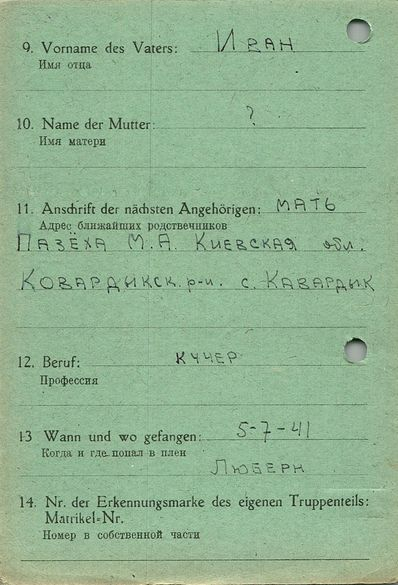 9. Vorname des Vaters: Иван
Имя отца
10. Name der Mutter: ?
Имя матери
11. Anschrift der nächsten Angehörigen: МАТЬ
Адрес ближайших родственников
ПАЗЁХА М. А. КИЕВСКАЯ обл.
КОВАРДЫКСК. р-н. с. КАВАРДЫК
12. Beruf: КУЧЕР
Профессия
13 Wann und wo gefangen: 5-7-41
Когда и где попал в плен
ЛЮБЕРН
14. Nr. der Erkennungsmarke des eigenen Truppenteils:
Matrikel-Nr.
Номер в собственной части